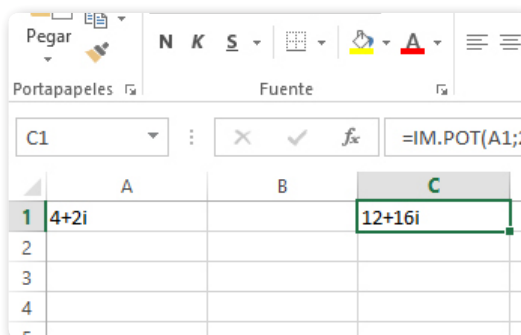 Pegar
N K S
A
Portapapeles
Fuente
C1
fx
=IM.POT(A1;2
A B C
1 4+2i 12+16i
2
3
4